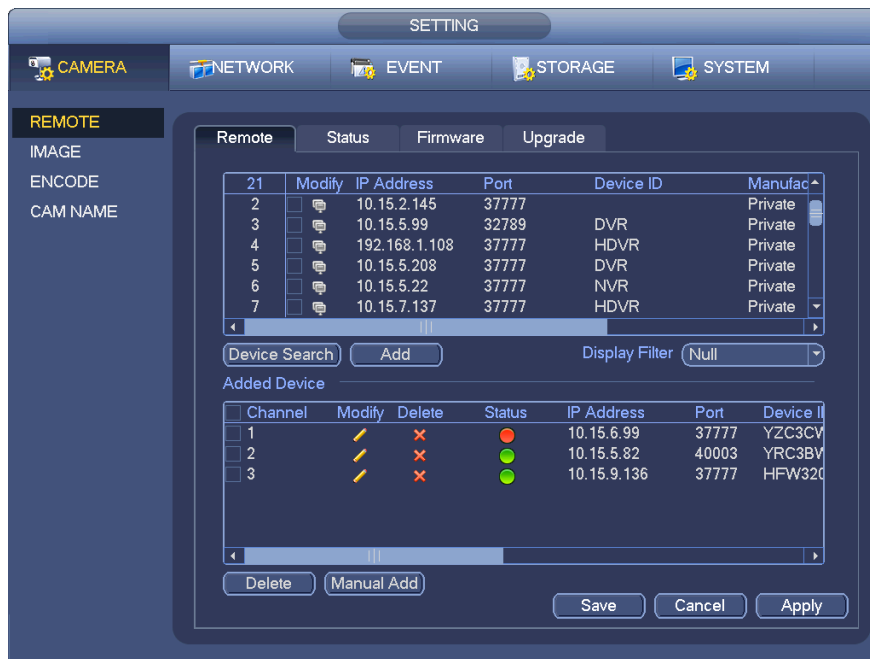 SETTING
CAMERA NETWORK EVENT STORAGE SYSTEM
REMOTE
IMAGE
ENCODE
CAM NAME
Remote Status Firmware Upgrade
21 Modify IP Address Port Device ID Manufac
2 10.15.2.145 37777 Private
3 10.15.5.99 32789 DVR Private
4 192.168.1.108 37777 HDVR Private
5 10.15.5.208 37777 DVR Private
6 10.15.5.22 37777 NVR Private
7 10.15.7.137 37777 HDVR Private
Device Search Add Display Filter Null
Added Device
Channel Modify Delete Status IP Address Port Device I
1 10.15.6.99 37777 YZC3CW
2 10.15.5.82 40003 YRC3BW
3 10.15.9.136 37777 HFW320
Delete Manual Add
Save Cancel Apply